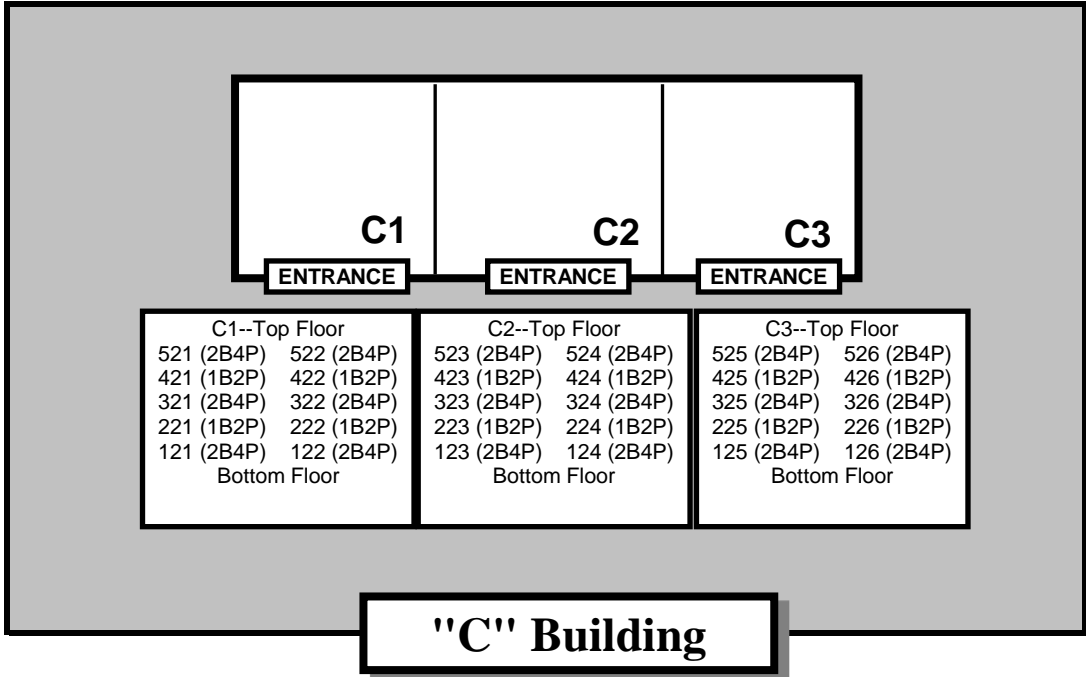 C1
C2
C3
ENTRANCE
ENTRANCE
ENTRANCE
C1--Top Floor
521 (2B4P) 522 (2B4P)
421 (1B2P) 422 (1B2P)
321 (2B4P) 322 (2B4P)
221 (1B2P) 222 (1B2P)
121 (2B4P) 122 (2B4P)
Bottom Floor
C2--Top Floor
523 (2B4P) 524 (2B4P)
423 (1B2P) 424 (1B2P)
323 (2B4P) 324 (2B4P)
223 (1B2P) 224 (1B2P)
123 (2B4P) 124 (2B4P)
Bottom Floor
C3--Top Floor
525 (2B4P) 526 (2B4P)
425 (1B2P) 426 (1B2P)
325 (2B4P) 326 (2B4P)
225 (1B2P) 226 (1B2P)
125 (2B4P) 126 (2B4P)
Bottom Floor
"C" Building